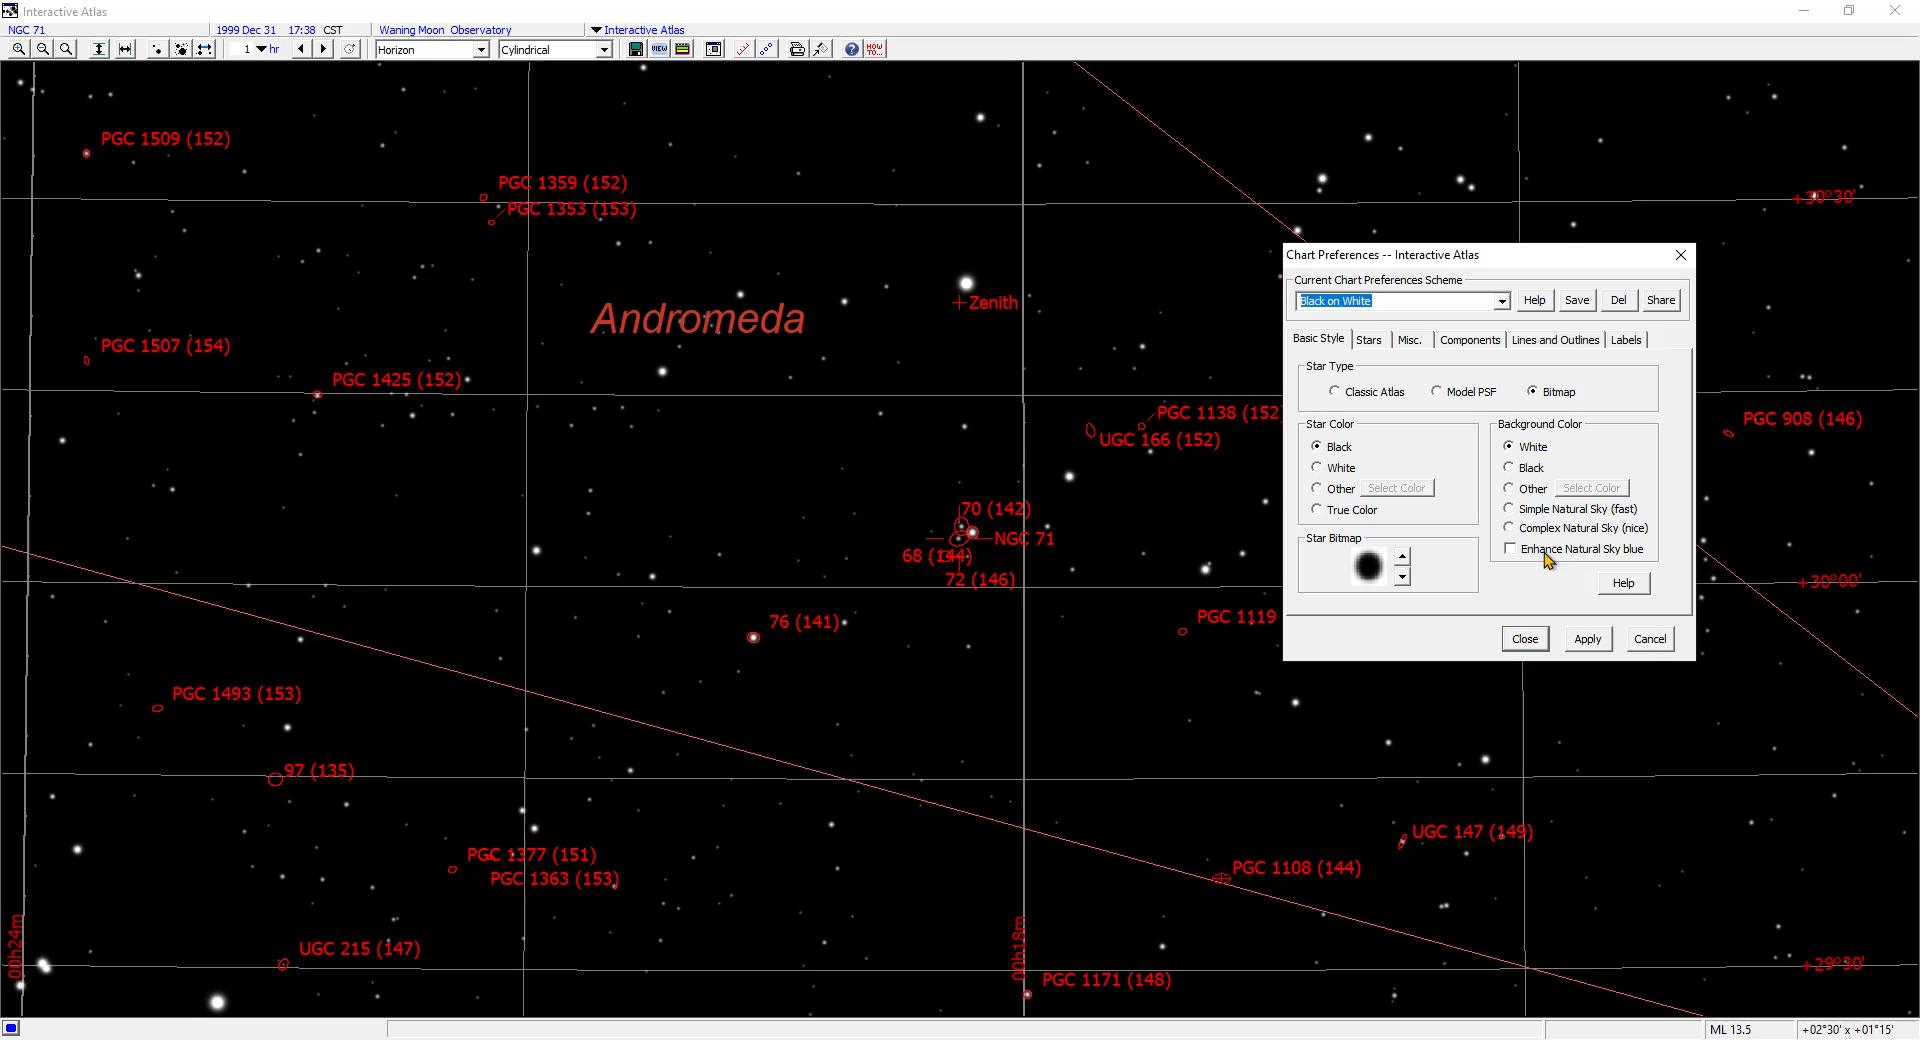 Interactive Atlas
NGC 71
1999 Dec 31 17:38 CST
Waning Moon Observatory
Interactive Atlas
1 hr
Horizon
Cylindrical
VIEW
HOW TO...
PGC 1509 (152)
PGC 1359 (152)
PGC 1353 (153)
+30°30'
Zenith
Andromeda
PGC 1507 (154)
PGC 1425 (152)
PGC 1138 (152)
UGC 166 (152)
PGC 908 (146)
70 (142)
NGC 71
68 (144)
72 (146)
+30°00'
76 (141)
PGC 1119
PGC 1493 (153)
97 (135)
UGC 147 (149)
PGC 1377 (151)
PGC 1363 (153)
PGC 1108 (144)
UGC 215 (147)
00h24m
00h18m
+29°30'
PGC 1171 (148)
Chart Preferences -- Interactive Atlas
Current Chart Preferences Scheme
Black on White
Help
Save
Del
Share
Basic Style
Stars
Misc.
Components
Lines and Outlines
Labels
Star Type
Classic Atlas
Model PSF
Bitmap
Star Color
Black
White
Other
Select Color
True Color
Background Color
White
Black
Other
Select Color
Simple Natural Sky (fast)
Complex Natural Sky (nice)
Enhance Natural Sky blue
Star Bitmap
Help
Close
Apply
Cancel
ML 13.5
+02°30' x +01°15'